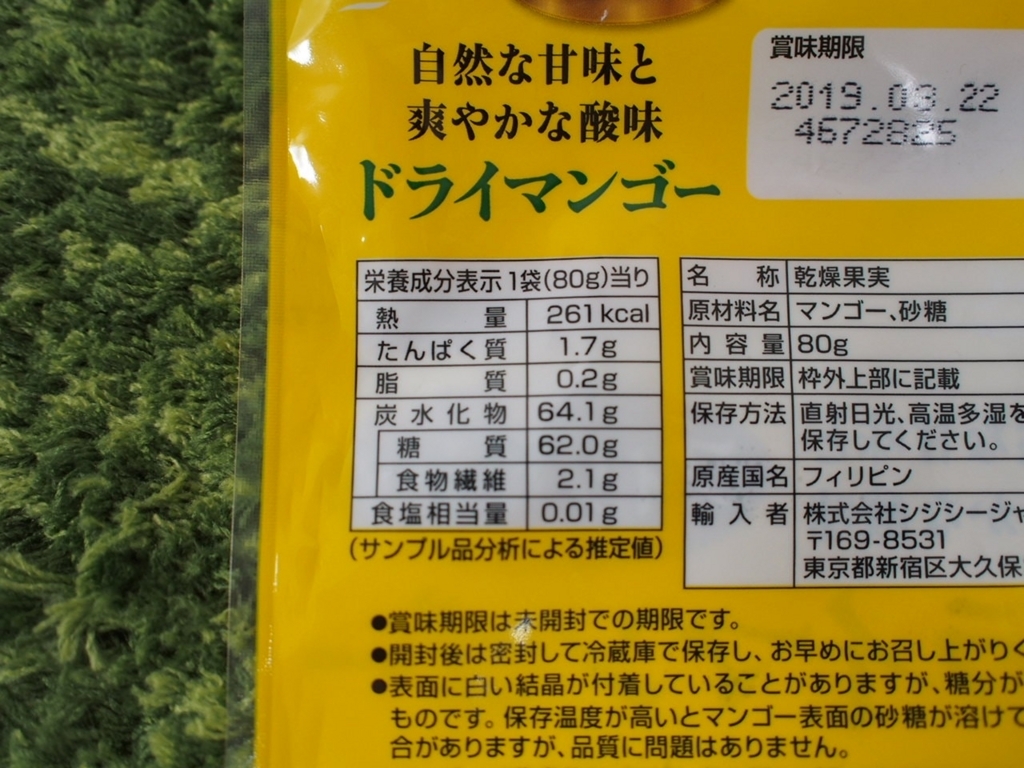 自然な甘味と
爽やかな酸味
ドライマンゴー
賞味期限
2019.09.22
4672825
栄養成分表示 1袋(80g)当り
熱量 261kcal
たんぱく質 1.7g
脂質 0.2g
炭水化物 64.1g
糖質 62.0g
食物繊維 2.1g
食塩相当量 0.01g
(サンプル品分析による推定値)
名称 乾燥果実
原材料名 マンゴー、砂糖
内容量 80g
賞味期限 枠外上部に記載
保存方法 直射日光、高温多湿を
保存してください。
原産国名 フィリピン
輸入者 株式会社シジシージャ
〒169-8531
東京都新宿区大久保
●賞味期限は未開封での期限です。
●開封後は密封して冷蔵庫で保存し、お早めにお召し上がりく
●表面に白い結晶が付着していることがありますが、糖分が
ものです。保存温度が高いとマンゴー表面の砂糖が溶けて
合がありますが、品質に問題はありません。